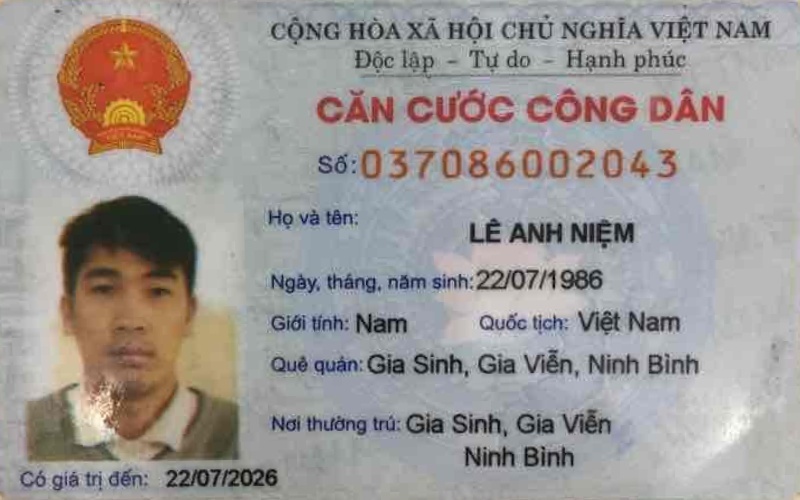 CỘNG HÒA XÃ HỘI CHỦ NGHĨA VIỆT NAM
Độc lập - Tự do - Hạnh phúc
CĂN CƯỚC CÔNG DÂN
Số: 037086002043
Họ và tên:
LÊ ANH NIỆM
Ngày, tháng, năm sinh: 22/07/1986
Giới tính: Nam Quốc tịch: Việt Nam
Quê quán: Gia Sinh, Gia Viễn, Ninh Bình
Nơi thường trú: Gia Sinh, Gia Viễn
Ninh Bình
Có giá trị đến: 22/07/2026